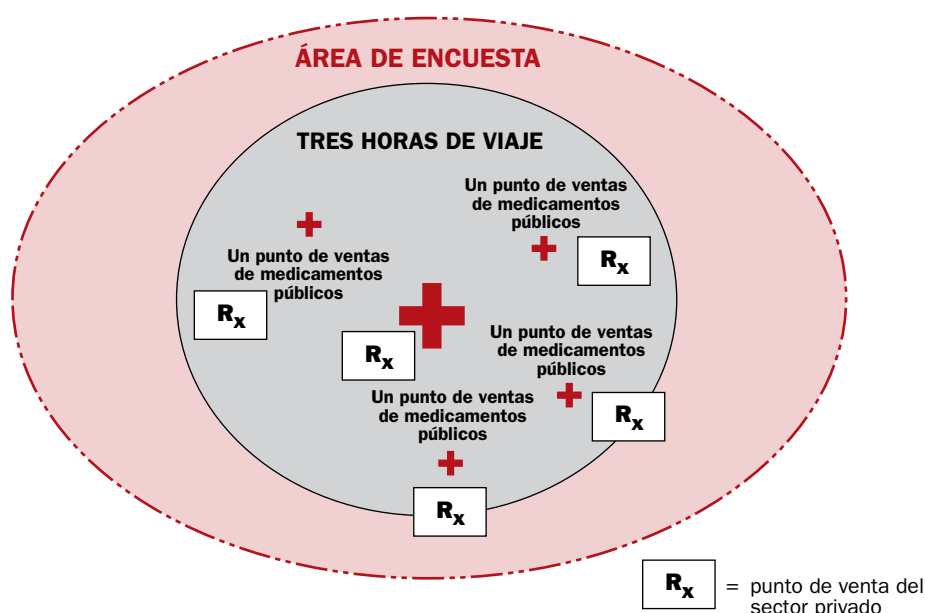 ÁREA DE ENCUESTA
TRES HORAS DE VIAJE
Un punto de ventas
de medicamentos
públicos
Rx
Un punto de ventas
de medicamentos
públicos
Rx
Rx
Un punto de ventas
de medicamentos
públicos
Rx
Un punto de ventas
de medicamentos
públicos
Rx
Rx = punto de venta del
sector privado